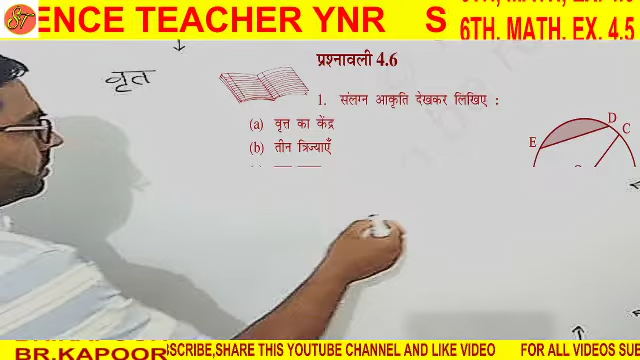 ENCE TEACHER YNR S
6TH, MATH, EX. 4.5
वृत
प्रश्नावली 4.6
1. संलग्न आकृति देखकर लिखिए :
(a) वृत्त का केंद्र
(b) तीन त्रिज्याएँ
D
C
E
BR.KAPOOR
SCRIBE,SHARE THIS YOUTUBE CHANNEL AND LIKE VIDEO FOR ALL VIDEOS SUB